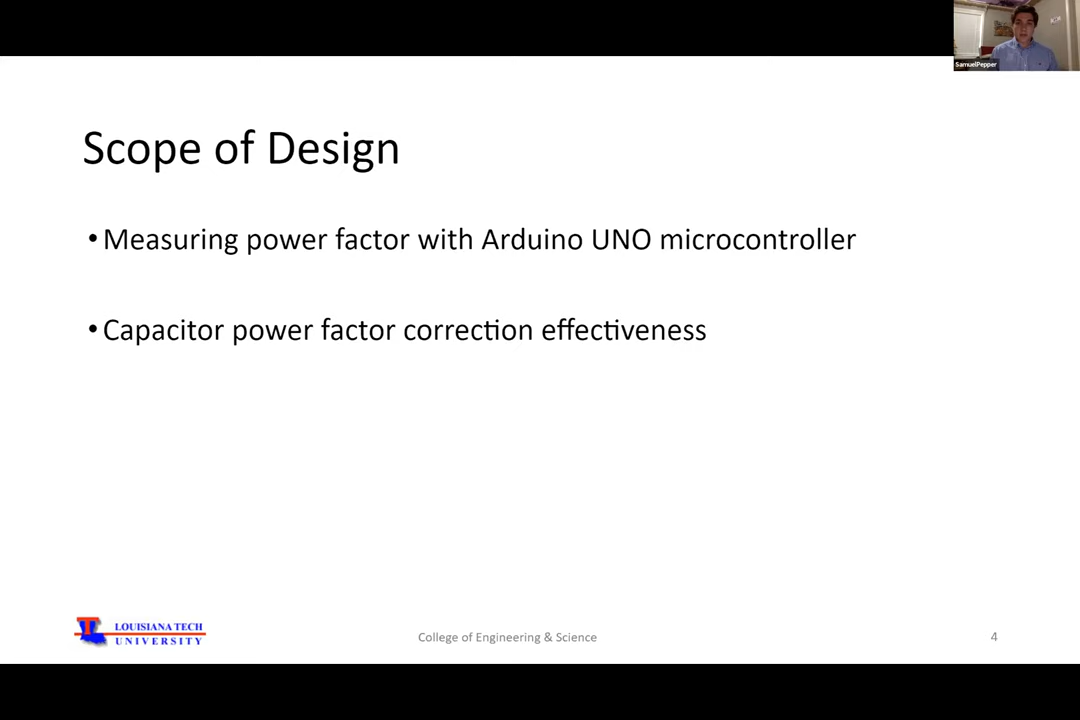 SamuelPepper
Scope of Design
•Measuring power factor with Arduino UNO microcontroller
•Capacitor power factor correction effectiveness
LOUISIANA TECH
UNIVERSITY
College of Engineering & Science
4